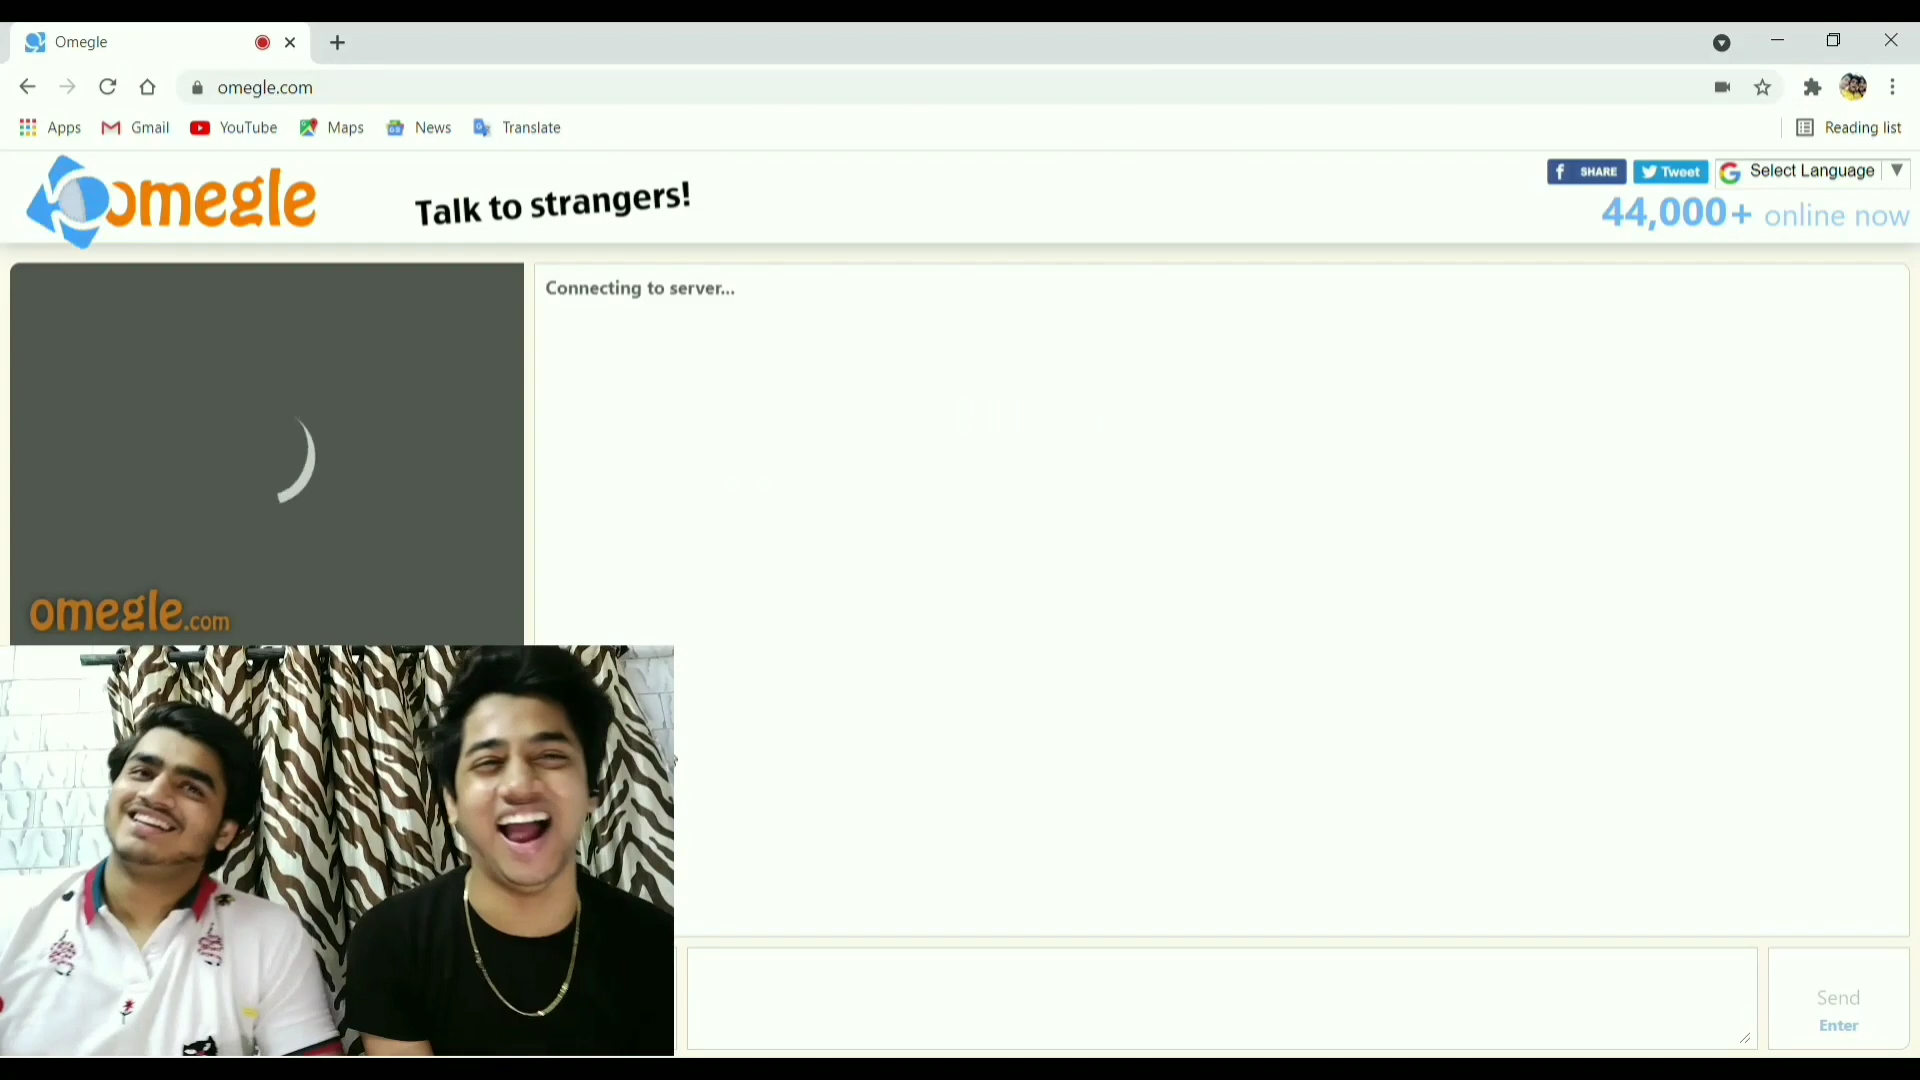 Omegle
omegle.com
Apps
Gmail
YouTube
Maps
News
Translate
Reading list
omegle
Talk to strangers!
f SHARE
Tweet
G Select Language ▼
44,000+ online now
Connecting to server...
omegle.com
Send
Enter